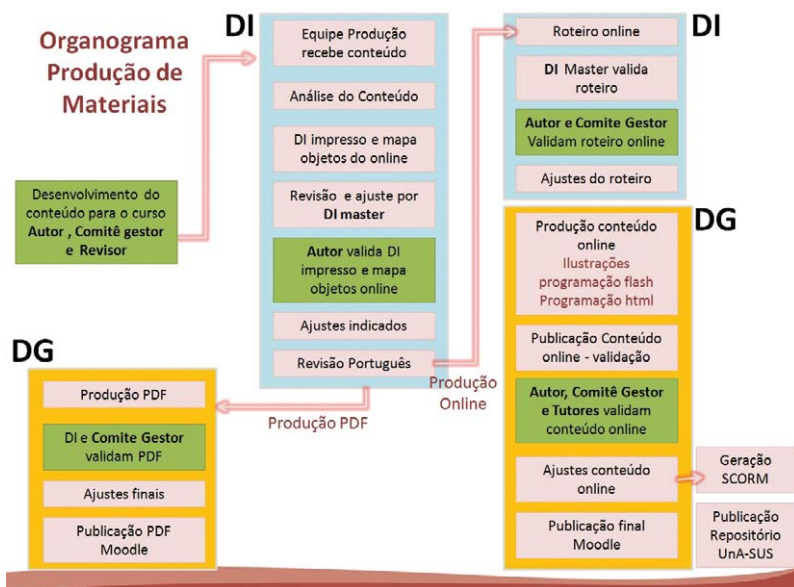 Organograma
Produção de
Materiais
Desenvolvimento do
conteúdo para o curso
Autor , Comitê gestor
e Revisor
DI
Equipe Produção
recebe conteúdo
Análise do Conteúdo
DI impresso e mapa
objetos do online
Revisão e ajuste por
DI master
Autor valida DI
impresso e mapa
objetos online
Ajustes indicados
Revisão Português
Produção
Online
Produção PDF
DI
Roteiro online
DI Master valida
roteiro
Autor e Comite Gestor
Validam roteiro online
Ajustes do roteiro
DG
Produção conteúdo
online
Ilustrações
programação flash
Programação html
Publicação Conteúdo
online - validação
Autor, Comitê Gestor
e Tutores validam
conteúdo online
Ajustes conteúdo
online
Publicação final
Moodle
Geração
SCORM
Publicação
Repositório
UnA-SUS
DG
Produção PDF
DI e Comite Gestor
validam PDF
Ajustes finais
Publicação PDF
Moodle